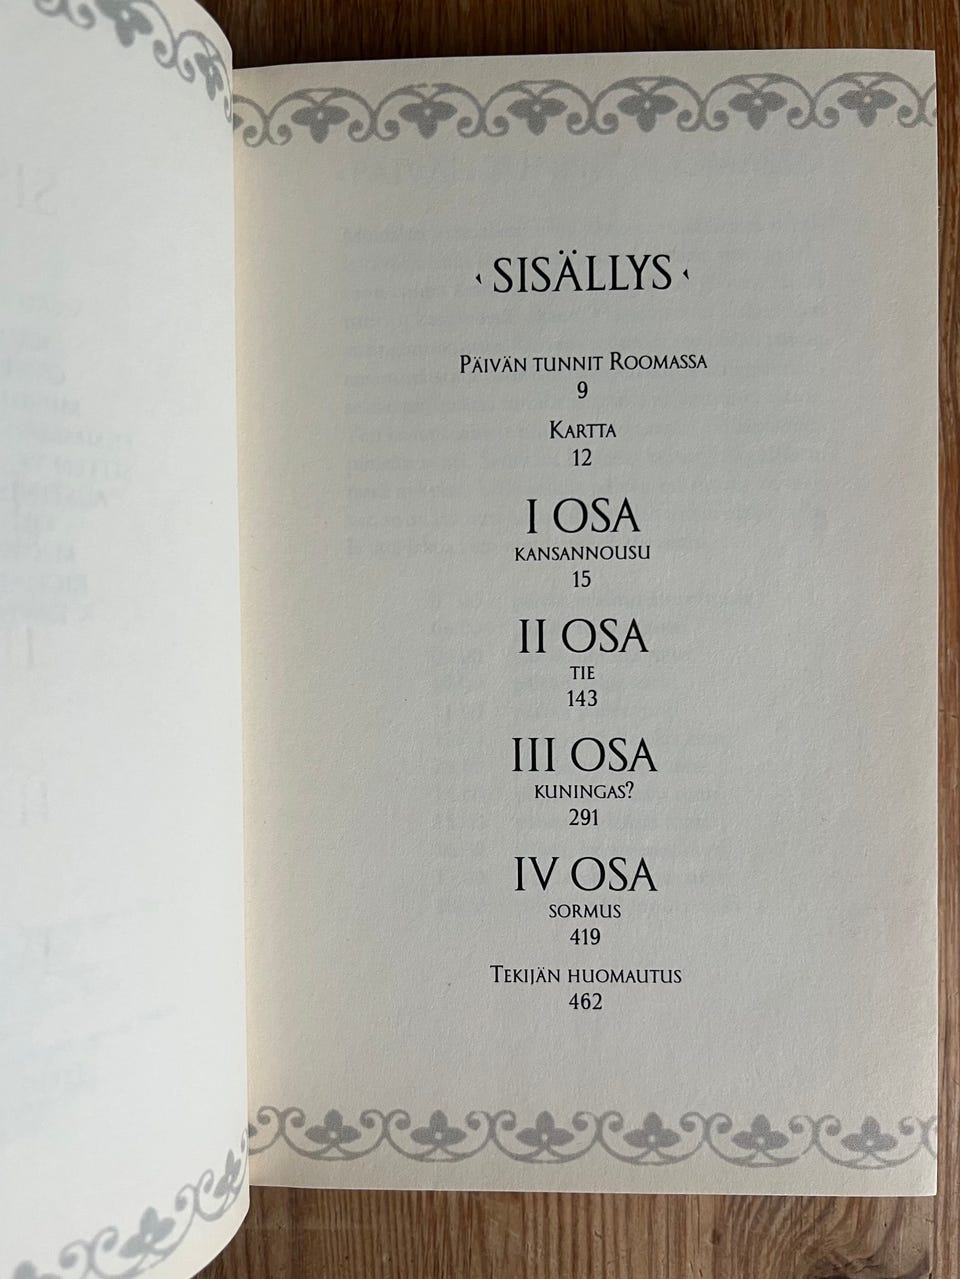 SISÄLLYS
PÄIVÄN TUNNIT ROOMASSA
9
KARTTA
12
I OSA
KANSANNOUSU
15
II OSA
TIE
143
III OSA
KUNINGAS?
291
IV OSA
SORMUS
419
TEKIJÄN HUOMAUTUS
462